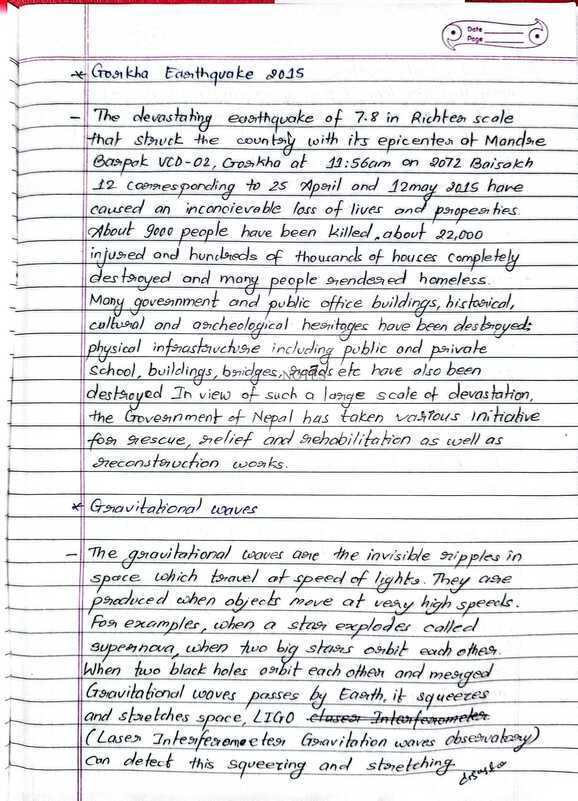 Date
Page
* Gorkha Earthquake 2015
- The devastating earthquake of 7.8 in Richter scale
that struck the country with its epicenter at Mandre
Barpak VCD-02, Gorkha at 11:56am on 2072 Baisakh
12 corresponding to 25 April and 12may 2015 have
caused an inconcievable loss of lives and properties.
About 9000 people have been killed, about 22,000
injured and hundreds of thousands of houces completely
destroyed and many people rendered homeless.
Many government and public office buildings, historical,
cultural and archeological heritages have been destroyed;
physical infrastructure including public and private
school, buildings, bridges, roads etc have also been
destroyed In view of such a large scale of devastation,
the Government of Nepal has taken various initiative
for rescue, relief and rehabilitation as well as
reconstruction works.
* Gravitational waves
- The gravitational waves are the invisible ripples in
space which travel at speed of lights. They are
produced when objects move at very high speeds.
For examples, when a star explodes called
supernova, when two big stars orbit each other.
When two black holes orbit each other and merged
Gravitational waves passes by Earth, it squeezes
and stretches space, LIGO Interferometer
(Laser Interferometer Gravitation waves observatory)
can detect this squeering and stretching.